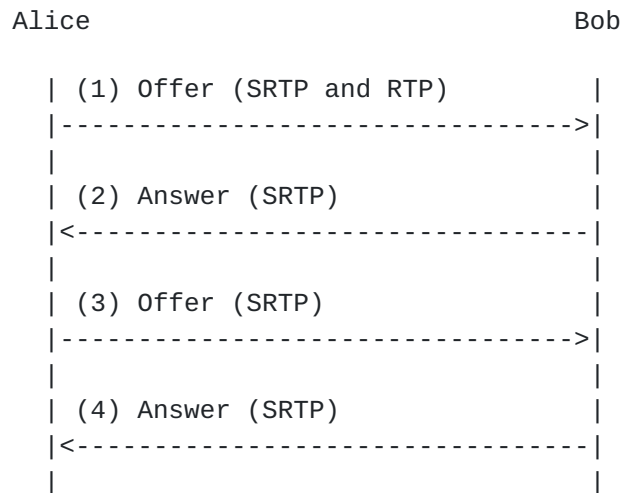 Alice                               Bob

  | (1) Offer (SRTP and RTP)         |
  |--------------------------------->|
  |                                  |
  | (2) Answer (SRTP)                |
  |<---------------------------------|
  |                                  |
  | (3) Offer (SRTP)                 |
  |--------------------------------->|
  |                                  |
  | (4) Answer (SRTP)                |
  |<---------------------------------|
  |                                  |